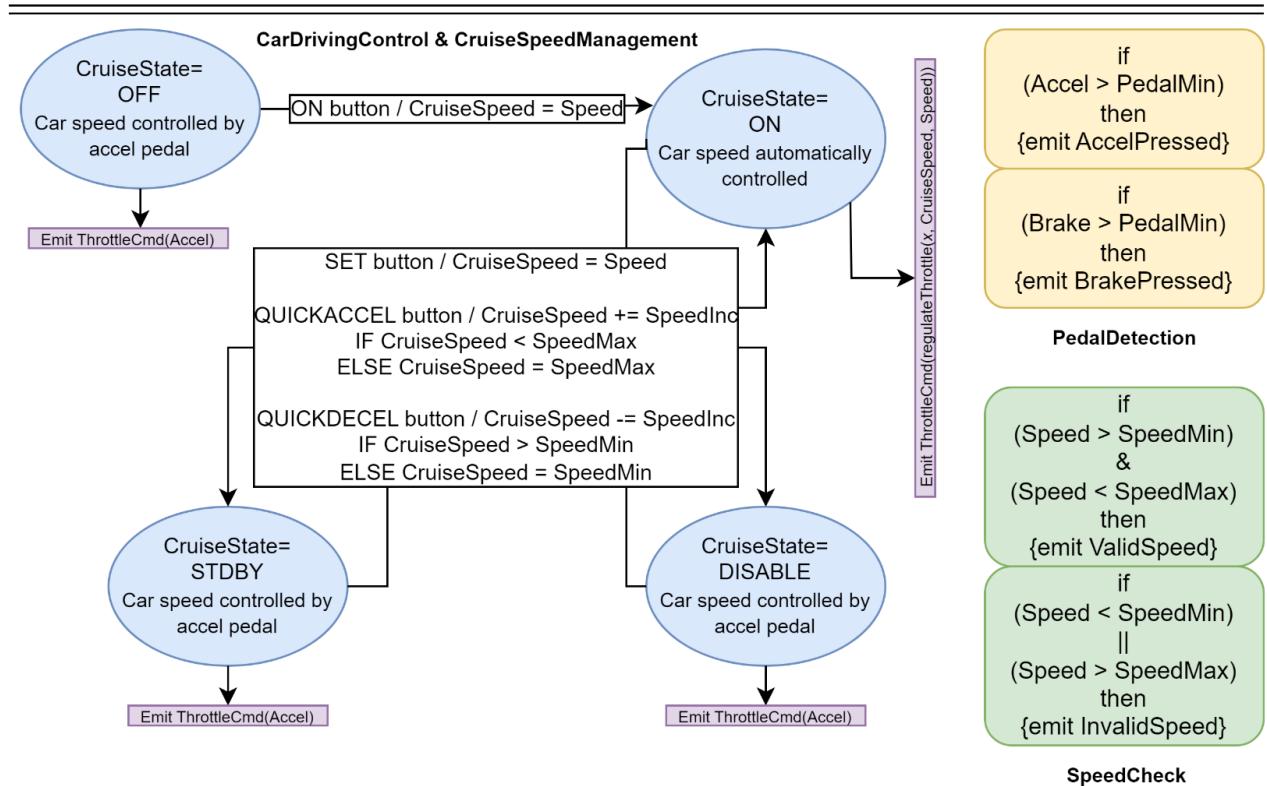 CarDrivingControl & CruiseSpeedManagement
CruiseState=
OFF
Car speed controlled by
accel pedal
Emit ThrottleCmd(Accel)
ON button / CruiseSpeed = Speed
CruiseState=
ON
Car speed automatically
controlled
Emit ThrottleCmd(regulateThrottle(x, CruiseSpeed, Speed))
SET button / CruiseSpeed = Speed
QUICKACCEL button / CruiseSpeed += SpeedInc
IF CruiseSpeed < SpeedMax
ELSE CruiseSpeed = SpeedMax
QUICKDECEL button / CruiseSpeed -= SpeedInc
IF CruiseSpeed > SpeedMin
ELSE CruiseSpeed = SpeedMin
CruiseState=
STDBY
Car speed controlled by
accel pedal
Emit ThrottleCmd(Accel)
CruiseState=
DISABLE
Car speed controlled by
accel pedal
Emit ThrottleCmd(Accel)
if
(Accel > PedalMin)
then
{emit AccelPressed}
if
(Brake > PedalMin)
then
{emit BrakePressed}
PedalDetection
if
(Speed > SpeedMin)
&
(Speed < SpeedMax)
then
{emit ValidSpeed}
if
(Speed < SpeedMin)
||
(Speed > SpeedMax)
then
{emit InvalidSpeed}
SpeedCheck